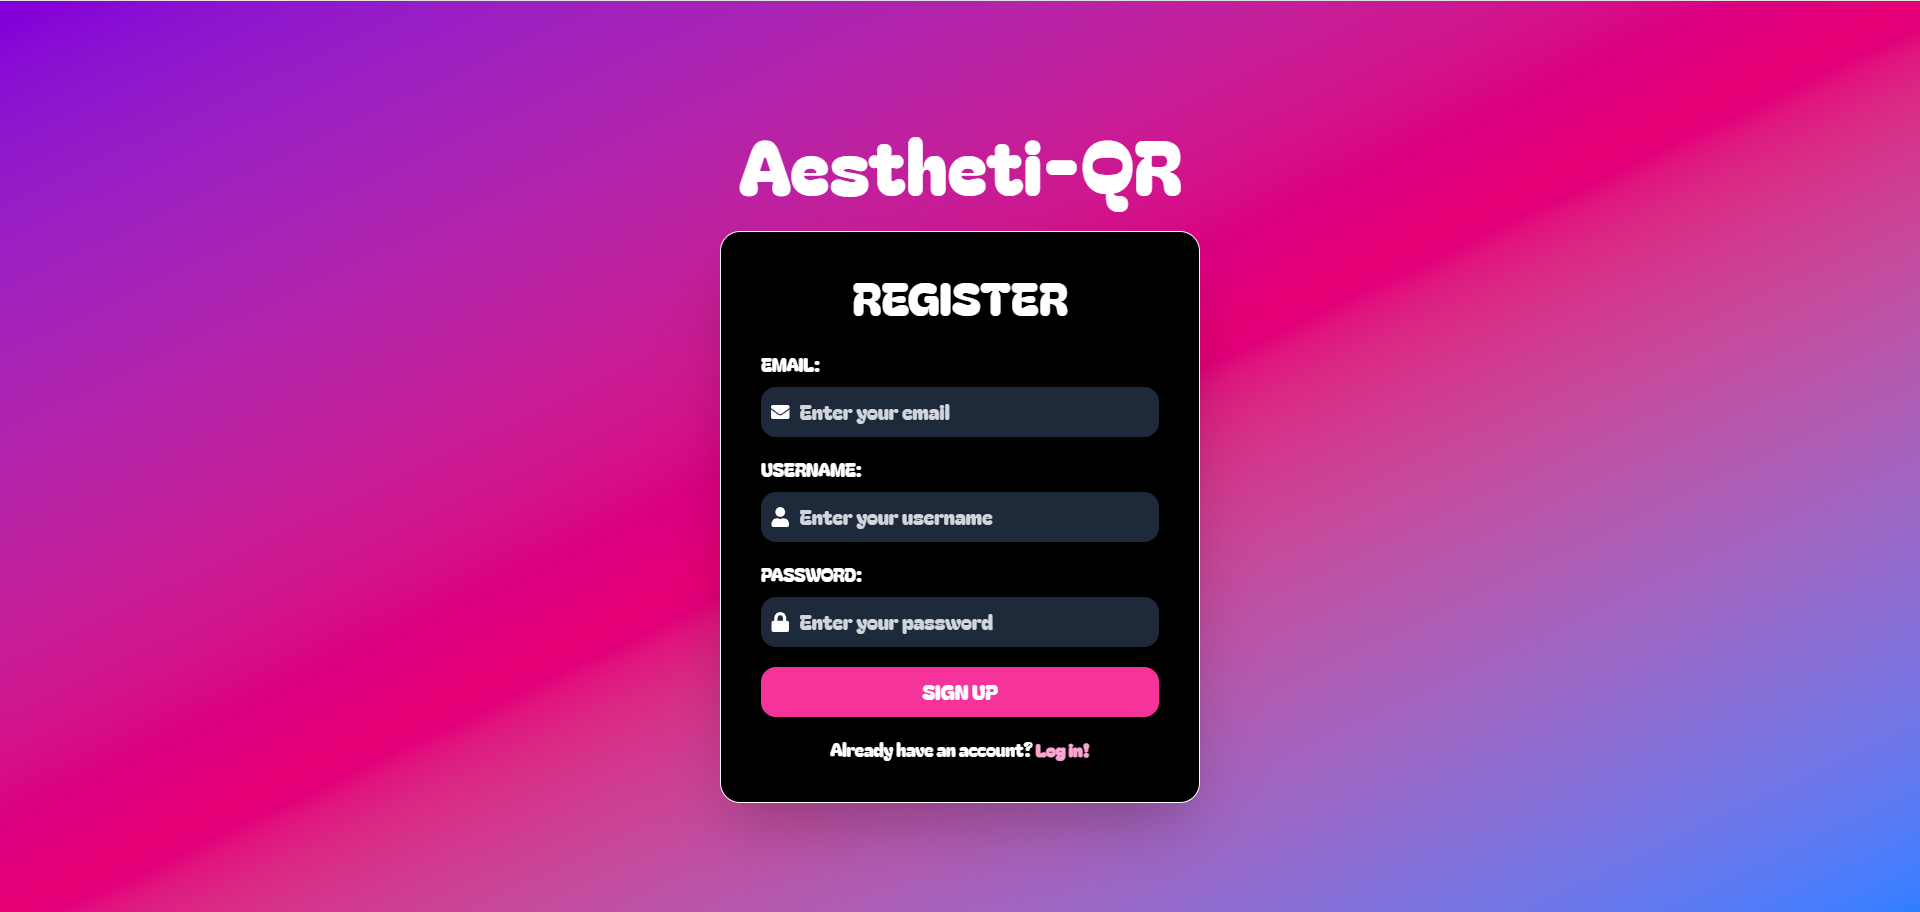 Aestheti-QR
REGISTER
EMAIL:
Enter your email
USERNAME:
Enter your username
PASSWORD:
Enter your password
SIGN UP
Already have an account? Log in!